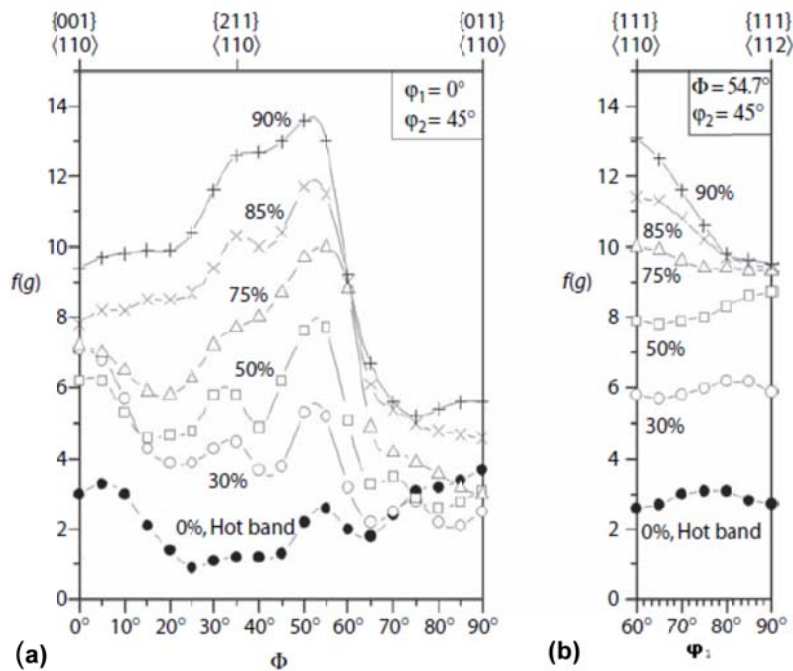 {001} {211} {011}
⟨110⟩ ⟨110⟩ ⟨110⟩
φ₁ = 0°
φ₂ = 45°
14
12
10
f(g)
8
6
4
2
0
90%
85%
75%
50%
30%
0%, Hot band
0° 10° 20° 30° 40° 50° 60° 70° 80° 90°
(a)
Φ
{111} {111}
⟨110⟩ ⟨112⟩
Φ = 54.7°
φ₂ = 45°
14
12
10
f(g)
8
6
4
2
0
90%
85%
75%
50%
30%
0%, Hot band
60° 70° 80° 90°
(b)
φ₁